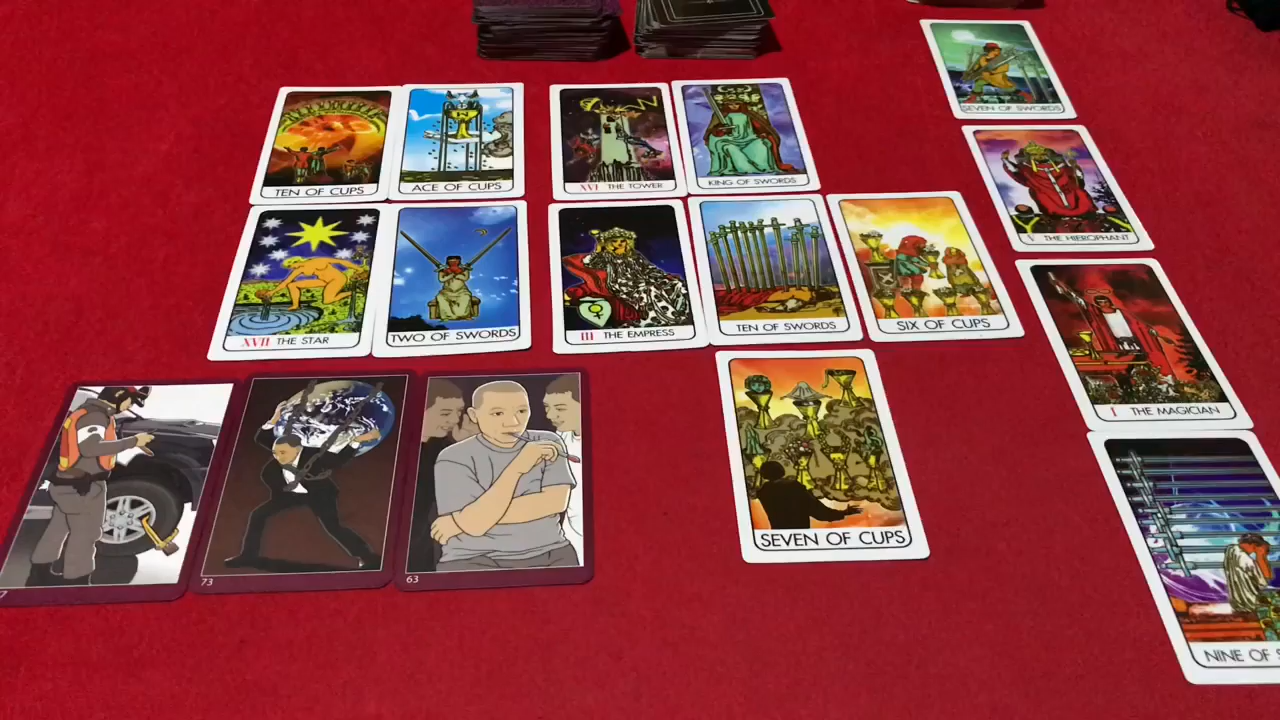 SEVEN OF SWORDS
TEN OF CUPS
ACE OF CUPS
XVI THE TOWER
KING OF SWORDS
V THE HIEROPHANT
XVII THE STAR
TWO OF SWORDS
III THE EMPRESS
TEN OF SWORDS
SIX OF CUPS
I THE MAGICIAN
SEVEN OF CUPS
73
63
NINE OF S